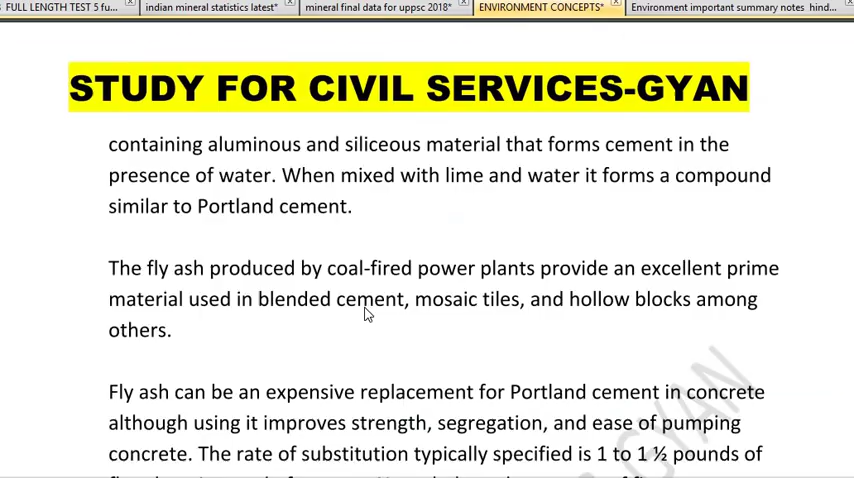 FULL LENGTH TEST 5 fu... indian mineral statistics latest* mineral final data for uppsc 2018* ENVIRONMENT CONCEPTS* Environment important summary notes hind...
STUDY FOR CIVIL SERVICES-GYAN
containing aluminous and siliceous material that forms cement in the
presence of water. When mixed with lime and water it forms a compound
similar to Portland cement.
The fly ash produced by coal-fired power plants provide an excellent prime
material used in blended cement, mosaic tiles, and hollow blocks among
others.
Fly ash can be an expensive replacement for Portland cement in concrete
although using it improves strength, segregation, and ease of pumping
concrete. The rate of substitution typically specified is 1 to 1 ½ pounds of
GYAN